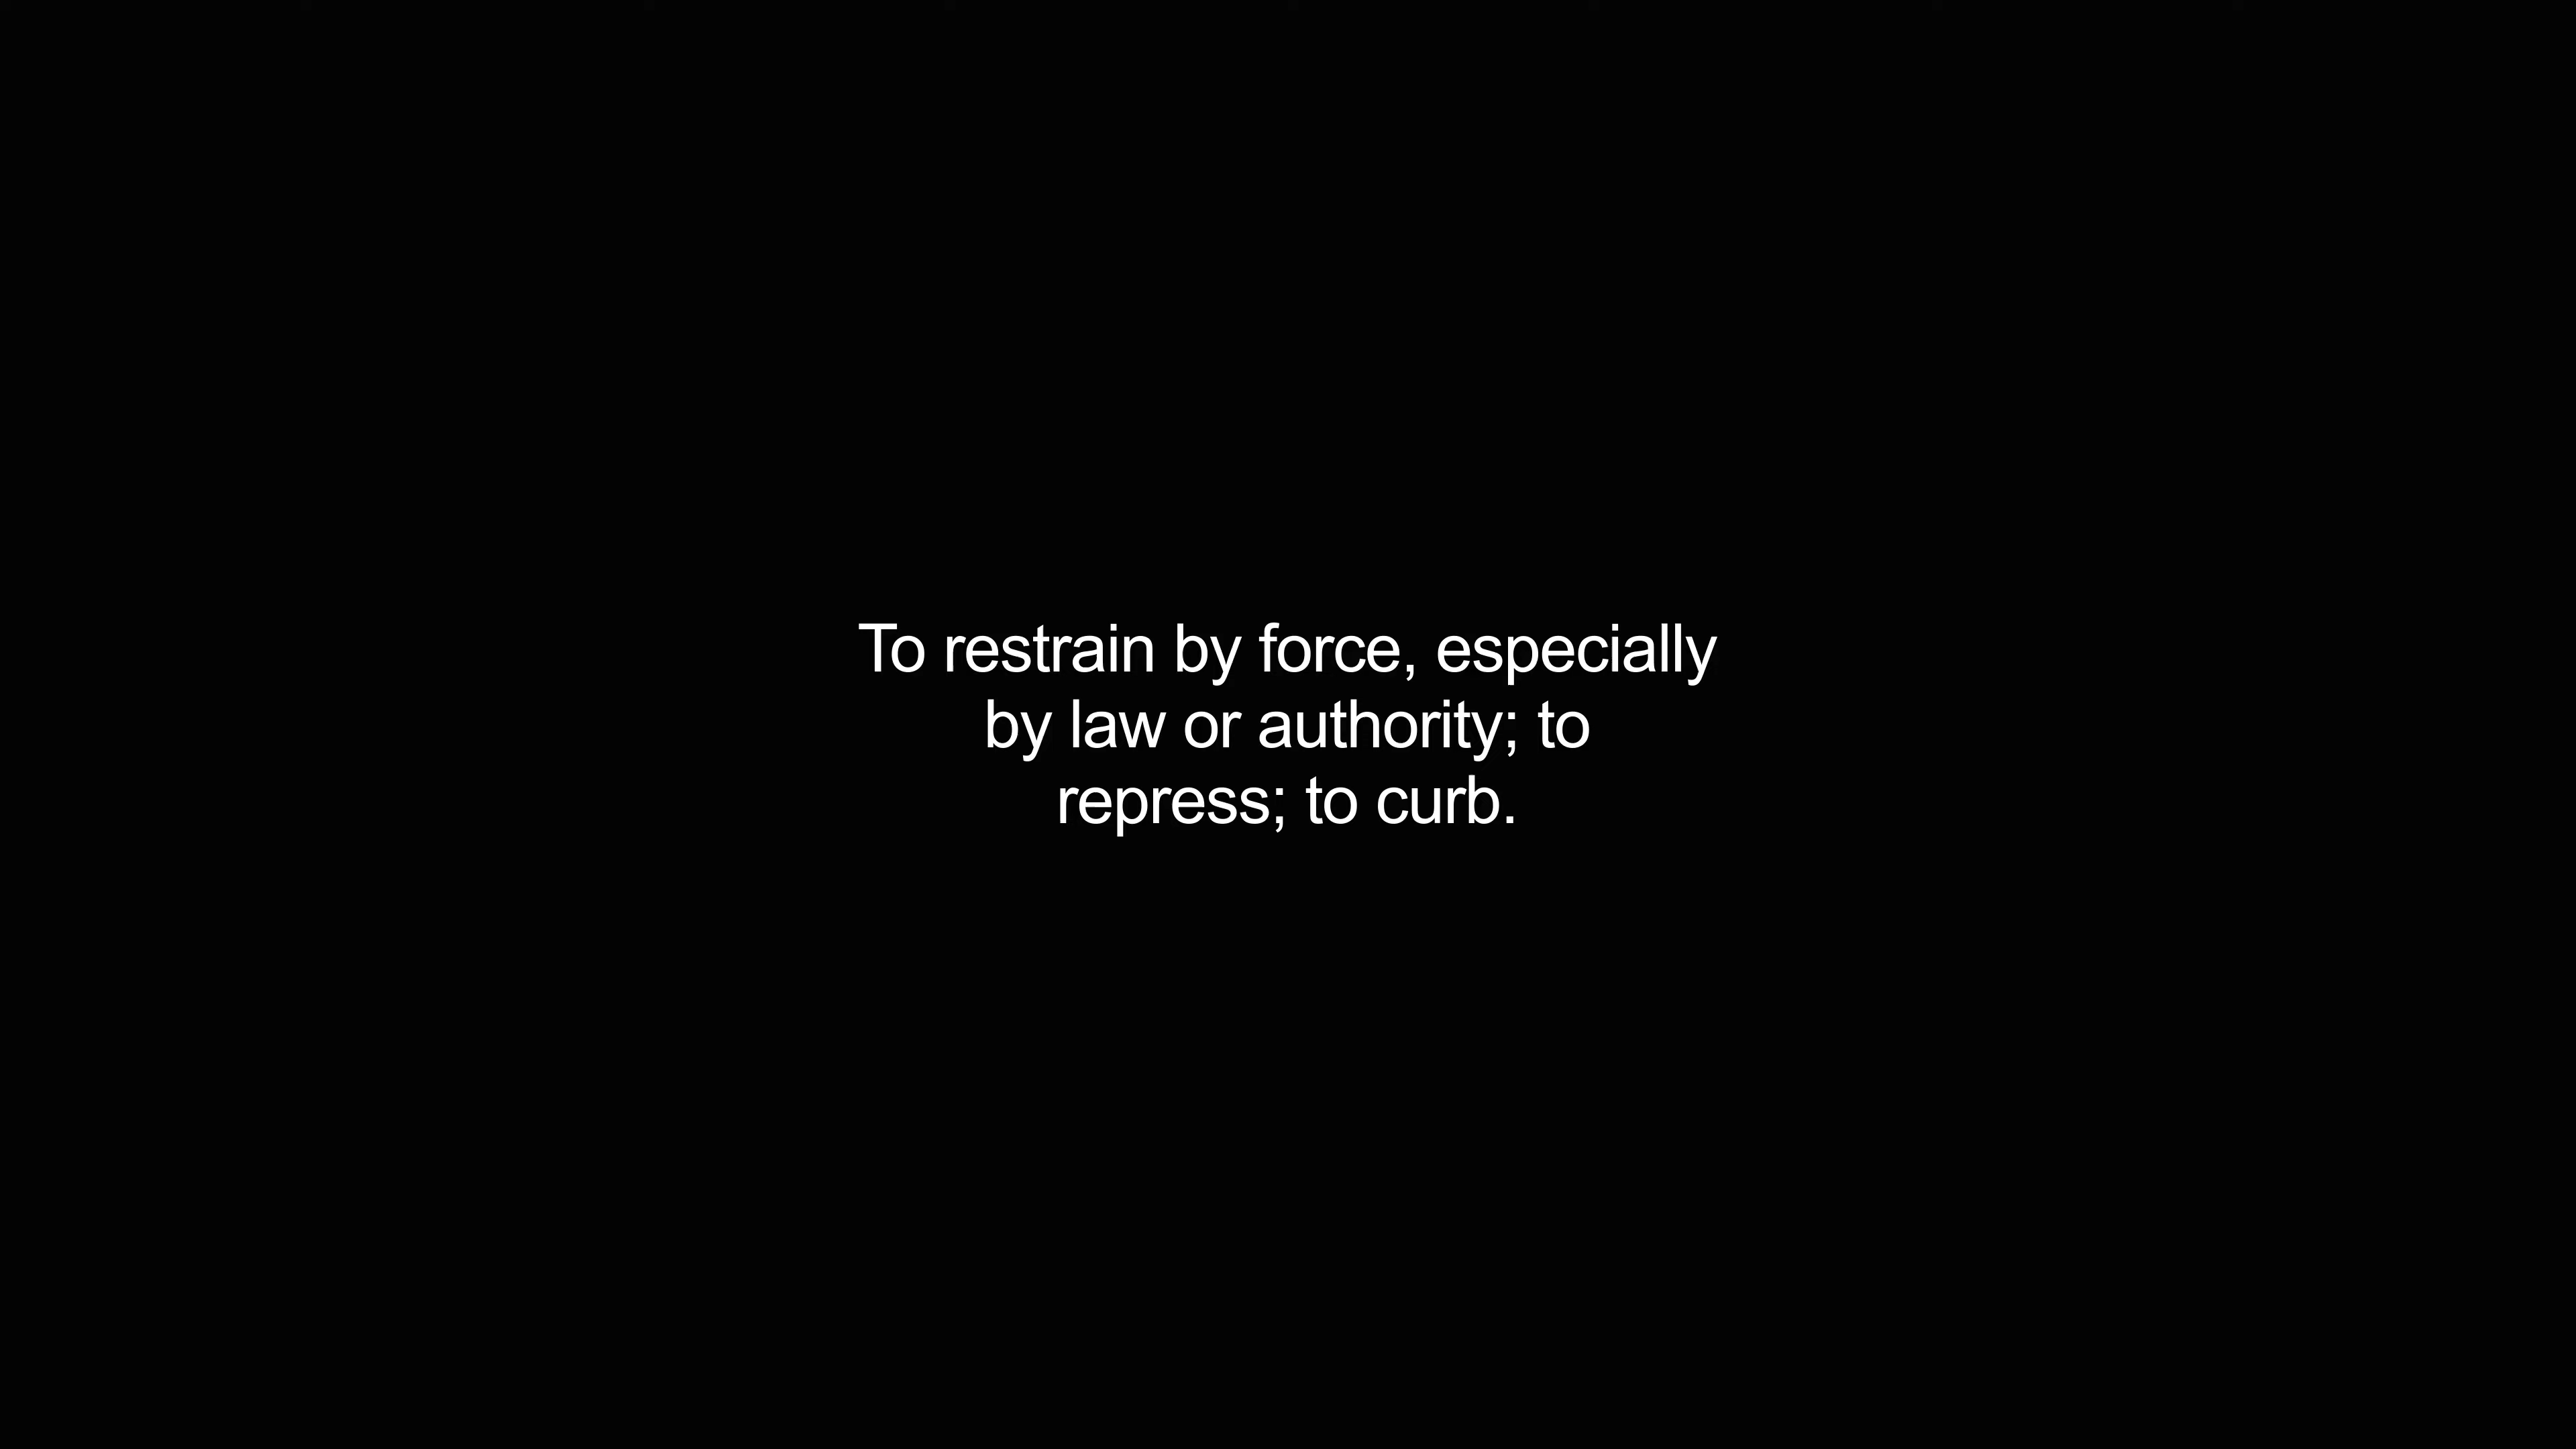 To restrain by force, especially
by law or authority; to
repress; to curb.